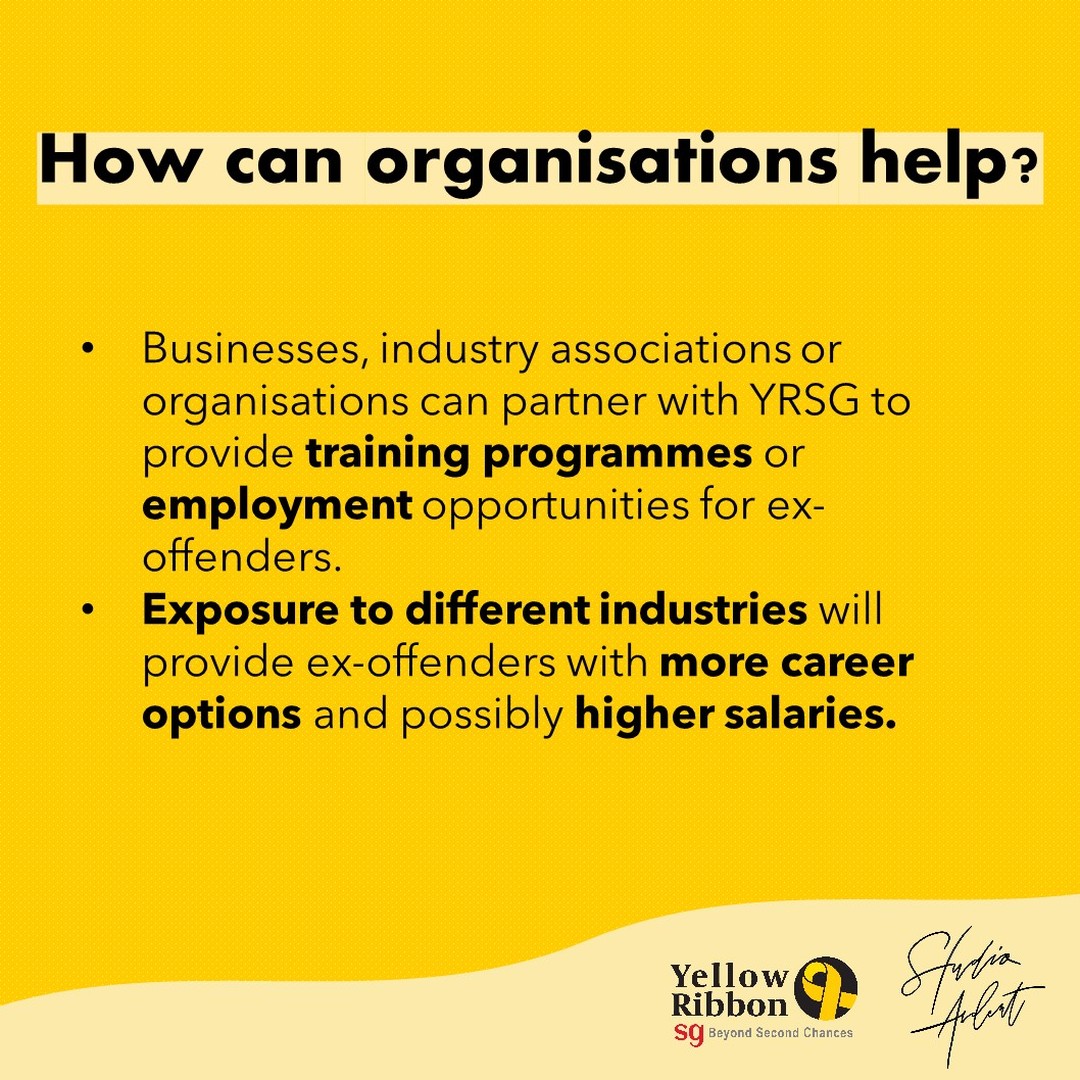 How can organisations help?
• Businesses, industry associations or
organisations can partner with YRSG to
provide training programmes or
employment opportunities for ex-
offenders.
• Exposure to different industries will
provide ex-offenders with more career
options and possibly higher salaries.
Yellow
Ribbon
sg Beyond Second Chances
Studio